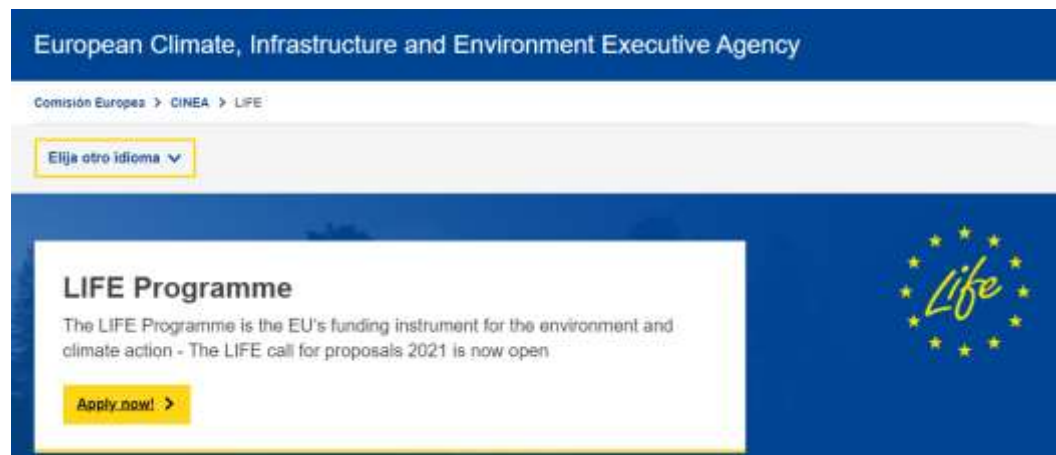 European Climate, Infrastructure and Environment Executive Agency
Comisión Europea > CINEA > LIFE
Elija otro idioma
LIFE Programme
The LIFE Programme is the EU's funding instrument for the environment and
climate action - The LIFE call for proposals 2021 is now open
Apply now! >
Life